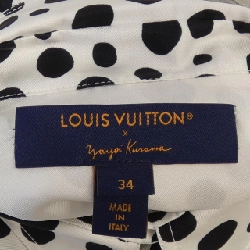 LOUIS VUITTON®
×
Yayoi Kusama
34
MADE
IN
ITALY